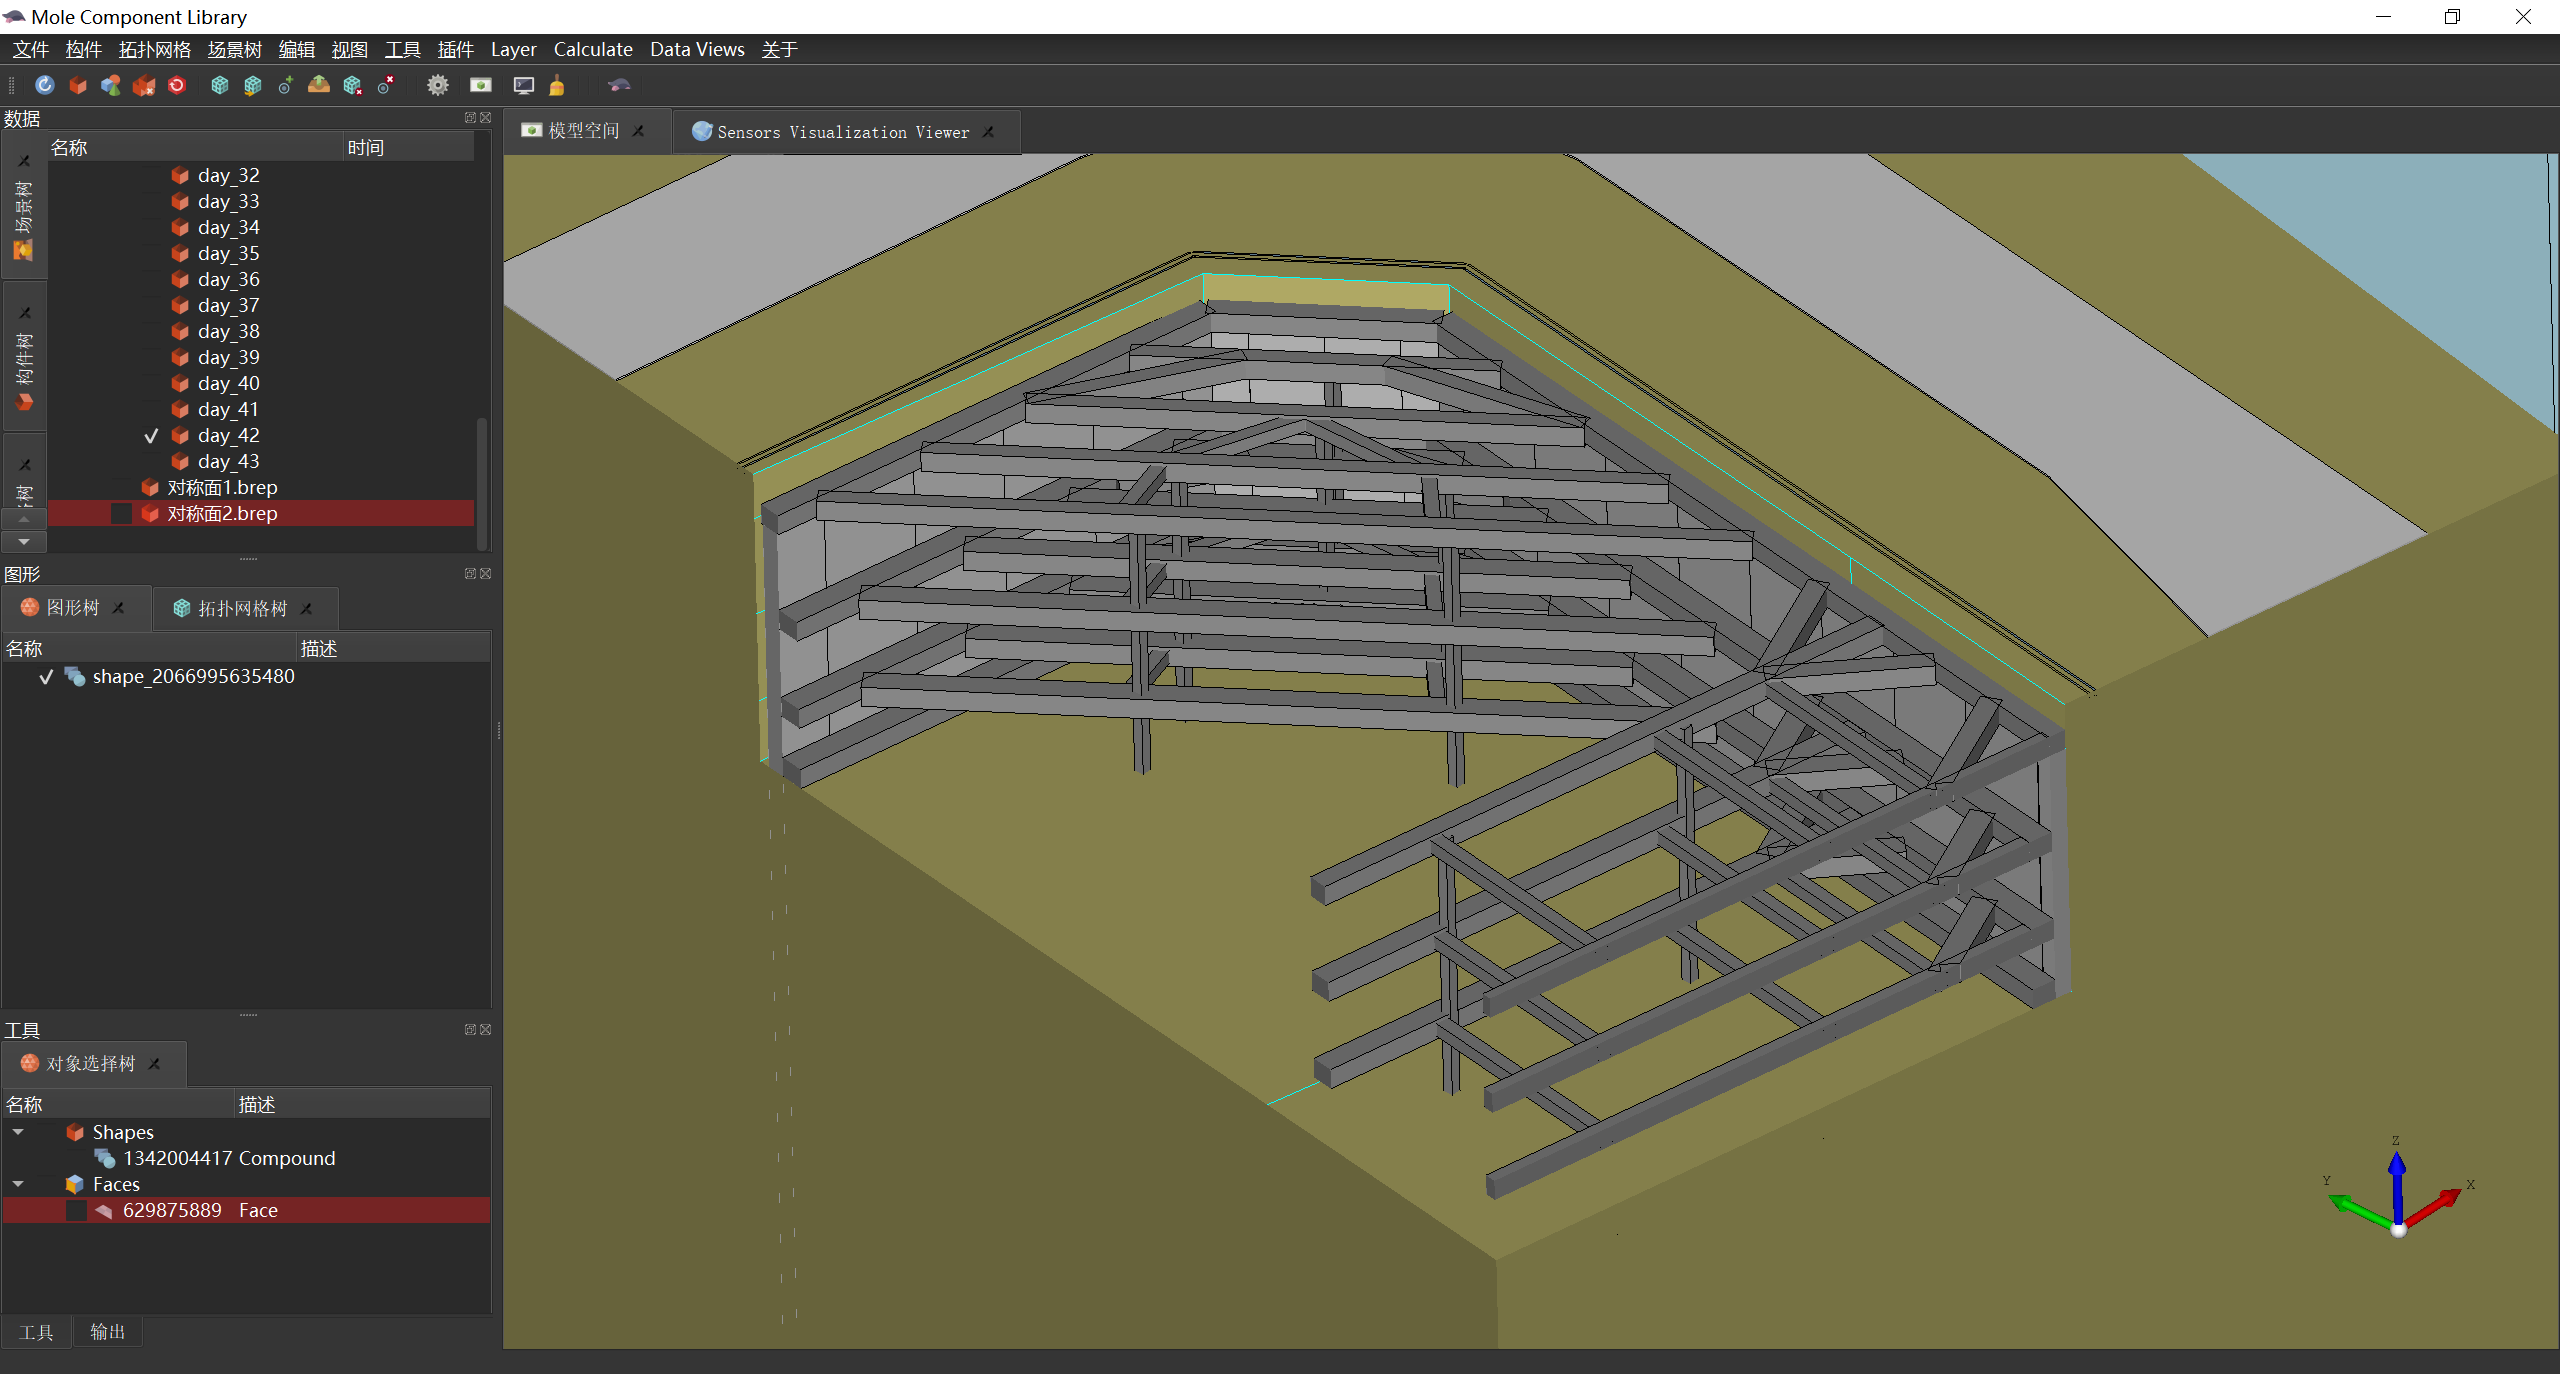 Mole Component Library
文件 构件 拓扑网格 场景树 编辑 视图 工具 插件 Layer Calculate Data Views 关于
数据
场景树
构件树
名称 时间
day_32
day_33
day_34
day_35
day_36
day_37
day_38
day_39
day_40
day_41
day_42
day_43
对称面1.brep
对称面2.brep
图形
图形树 拓扑网格树
名称 描述
shape_2066995635480
工具
对象选择树
名称 描述
Shapes
1342004417 Compound
Faces
629875889 Face
工具 输出
模型空间 Sensors Visualization Viewer
Z
Y
X